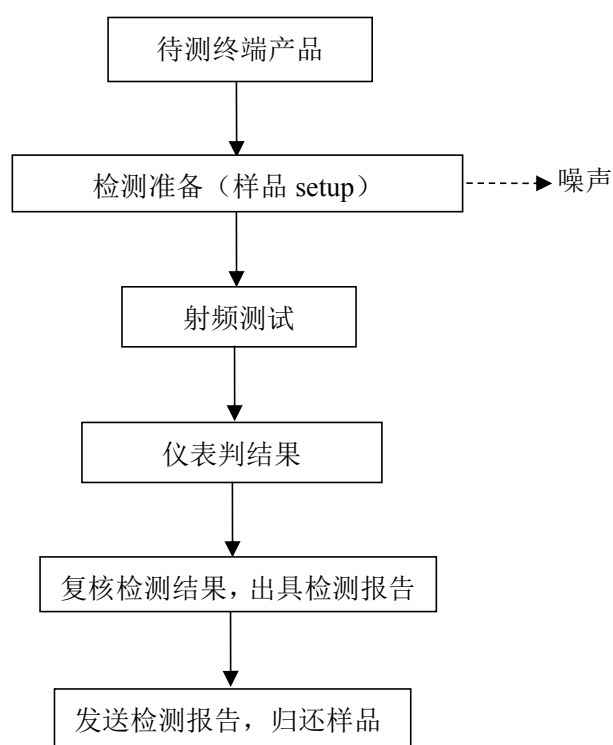 待测终端产品
检测准备（样品 setup）
噪声
射频测试
仪表判结果
复核检测结果，出具检测报告
发送检测报告，归还样品